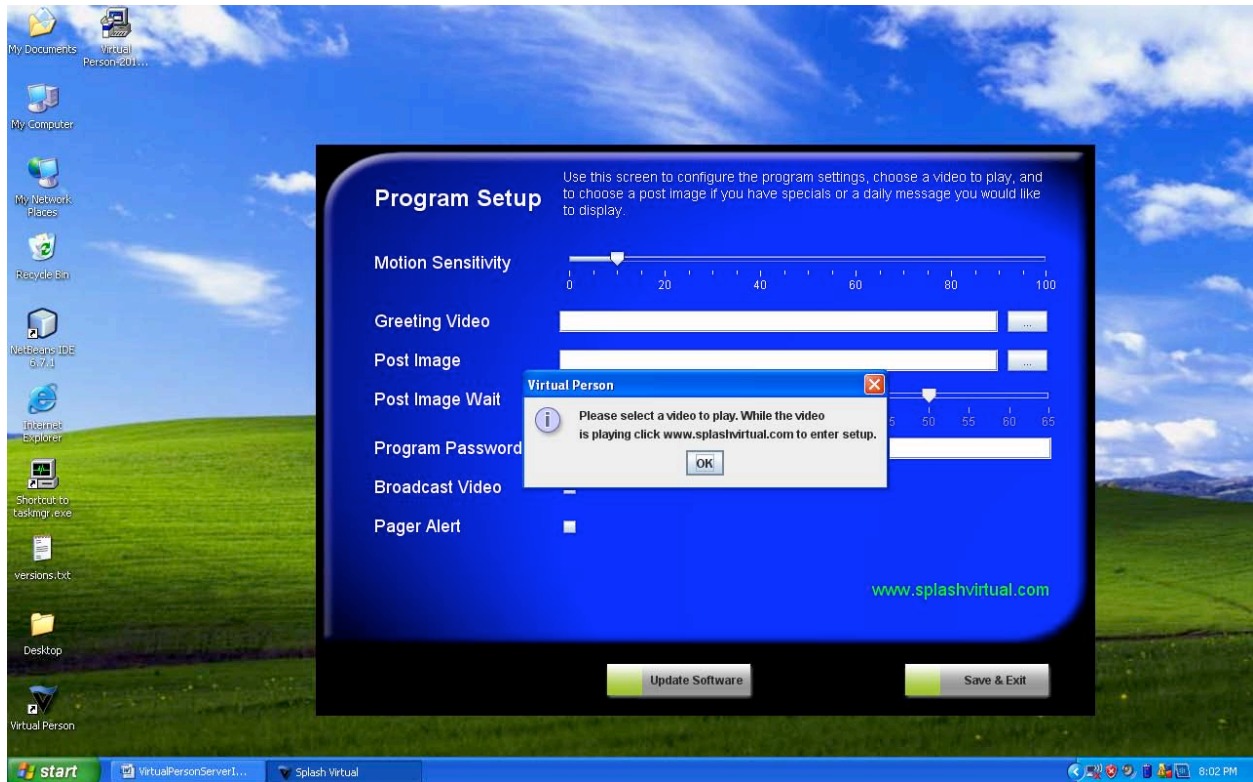 My Documents
Virtual
Person-201...
My Computer
My Network
Places
Recycle Bin
NetBeans IDE
6.7.1
Internet
Explorer
Shortcut to
taskmgr.exe
versions.txt
Desktop
Virtual Person
Program Setup
Use this screen to configure the program settings, choose a video to play, and
to choose a post image if you have specials or a daily message you would like
to display.
Motion Sensitivity
0 20 40 60 80 100
Greeting Video
...
Post Image
...
Post Image Wait
5 50 55 60 65
Virtual Person
Please select a video to play. While the video
is playing click www.splashvirtual.com to enter setup.
OK
Program Password
Broadcast Video
Pager Alert
www.splashvirtual.com
Update Software
Save & Exit
start
VirtualPersonServerI...
Splash Virtual
8:02 PM